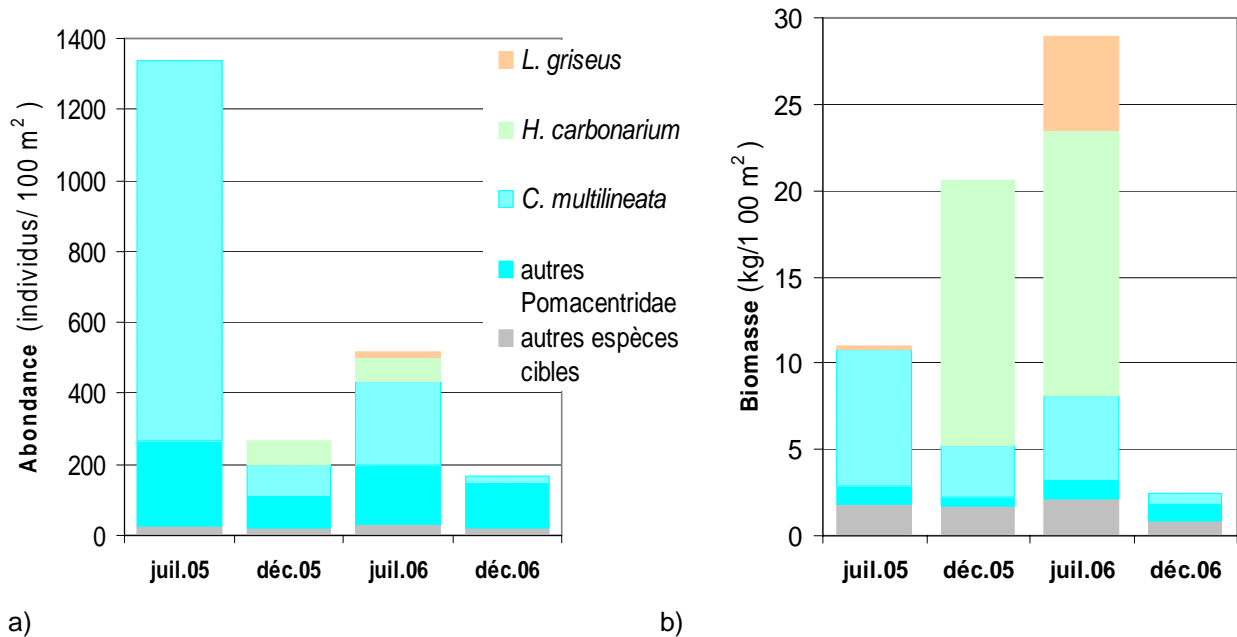 Abondance (individus/ 100 m²)
1400
1200
1000
800
600
400
200
0
juil.05 déc.05 juil.06 déc.06
L. griseus
H. carbonarium
C. multilineata
autres
Pomacentridae
autres espèces
cibles
a)
Biomasse (kg/1 00 m²)
30
25
20
15
10
5
0
juil.05 déc.05 juil.06 déc.06
b)